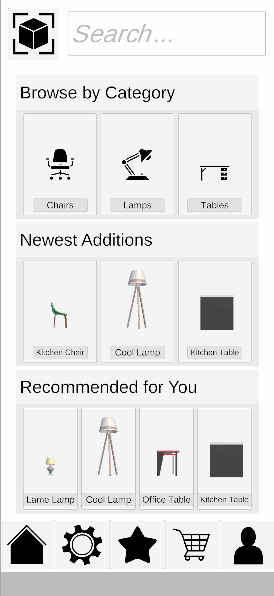 Search...
Browse by Category
Chairs
Lamps
Tables
Newest Additions
Kitchen Chair
Cool Lamp
Kitchen Table
Recommended for You
Lame Lamp
Cool Lamp
Office Table
Kitchen Table